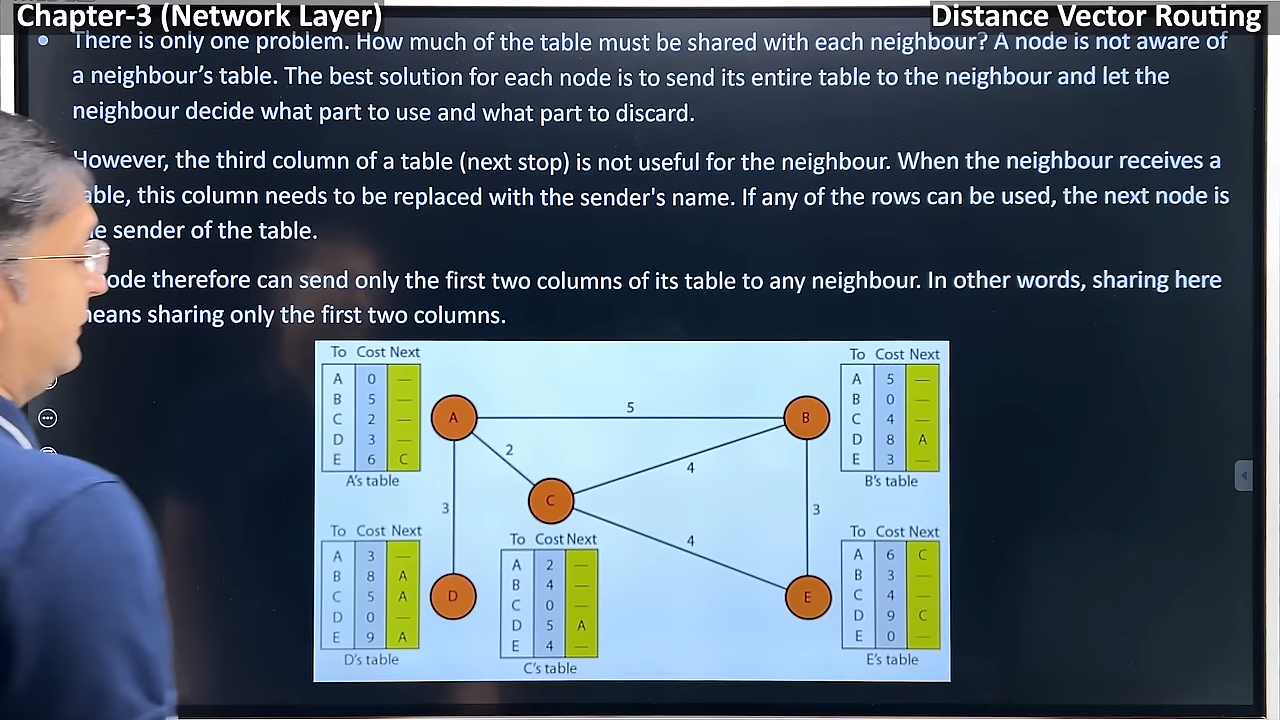 Chapter-3 (Network Layer)
Distance Vector Routing
There is only one problem. How much of the table must be shared with each neighbour? A node is not aware of
a neighbour's table. The best solution for each node is to send its entire table to the neighbour and let the
neighbour decide what part to use and what part to discard.
However, the third column of a table (next stop) is not useful for the neighbour. When the neighbour receives a
able, this column needs to be replaced with the sender's name. If any of the rows can be used, the next node is
e sender of the table.
ode therefore can send only the first two columns of its table to any neighbour. In other words, sharing here
eans sharing only the first two columns.
To Cost Next
A 0 —
B 5 —
C 2 —
D 3 —
E 6 C
A's table
To Cost Next
A 5 —
B 0 —
C 4 —
D 8 A
E 3 —
B's table
A
B
C
D
E
5
2
4
3
3
4
To Cost Next
A 3 —
B 8 A
C 5 A
D 0 —
E 9 A
D's table
To Cost Next
A 2 —
B 4 —
C 0 —
D 5 A
E 4 —
C's table
To Cost Next
A 6 C
B 3 —
C 4 —
D 9 C
E 0 —
E's table